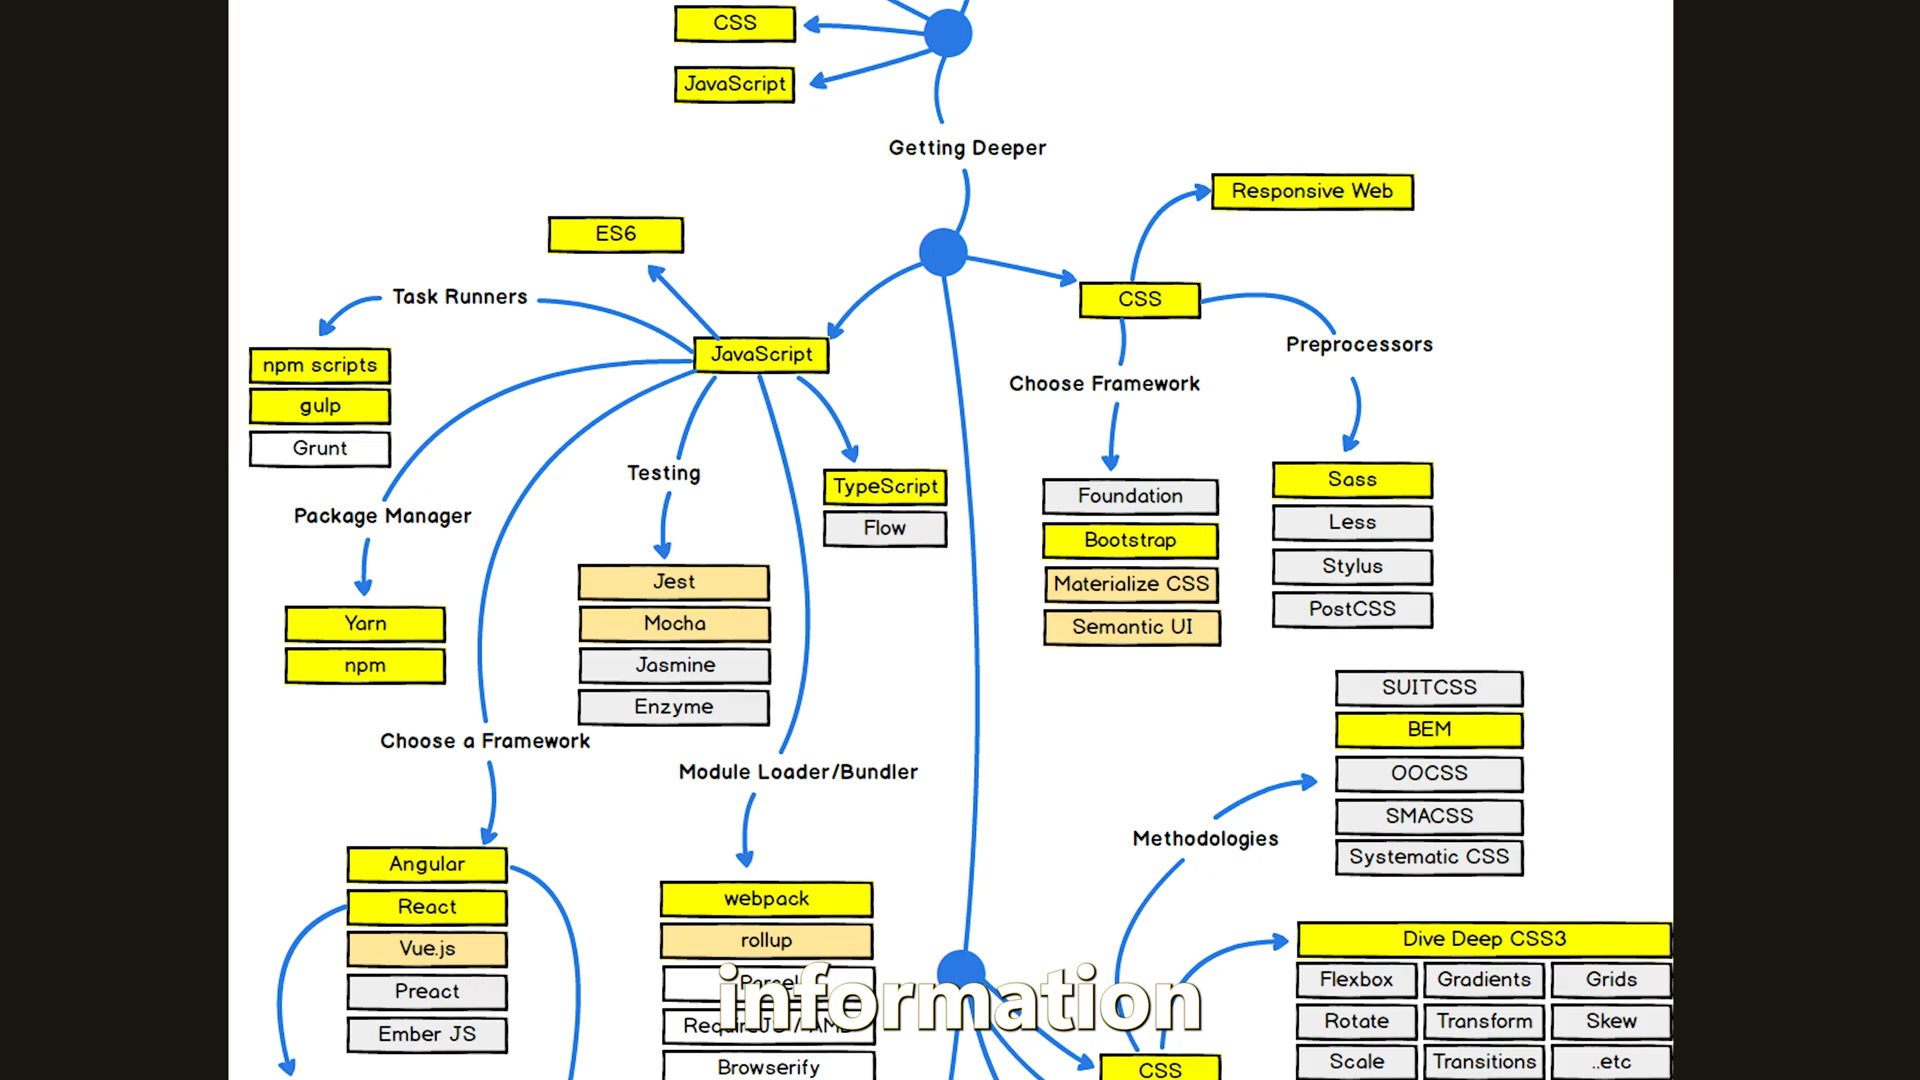 CSS
JavaScript
Getting Deeper
Responsive Web
ES6
Task Runners
CSS
JavaScript
Preprocessors
npm scripts
gulp
Grunt
Choose Framework
Testing
TypeScript
Flow
Package Manager
Foundation
Bootstrap
Materialize CSS
Semantic UI
Sass
Less
Stylus
PostCSS
Jest
Mocha
Jasmine
Enzyme
Yarn
npm
SUITCSS
BEM
OOCSS
SMACSS
Systematic CSS
Choose a Framework
Module Loader/Bundler
Methodologies
Angular
React
Vue.js
Preact
Ember JS
webpack
rollup
Parcel
RequireJS / AMD
Browserify
Dive Deep CSS3
Flexbox Gradients Grids
Rotate Transform Skew
Scale Transitions ..etc
CSS
information